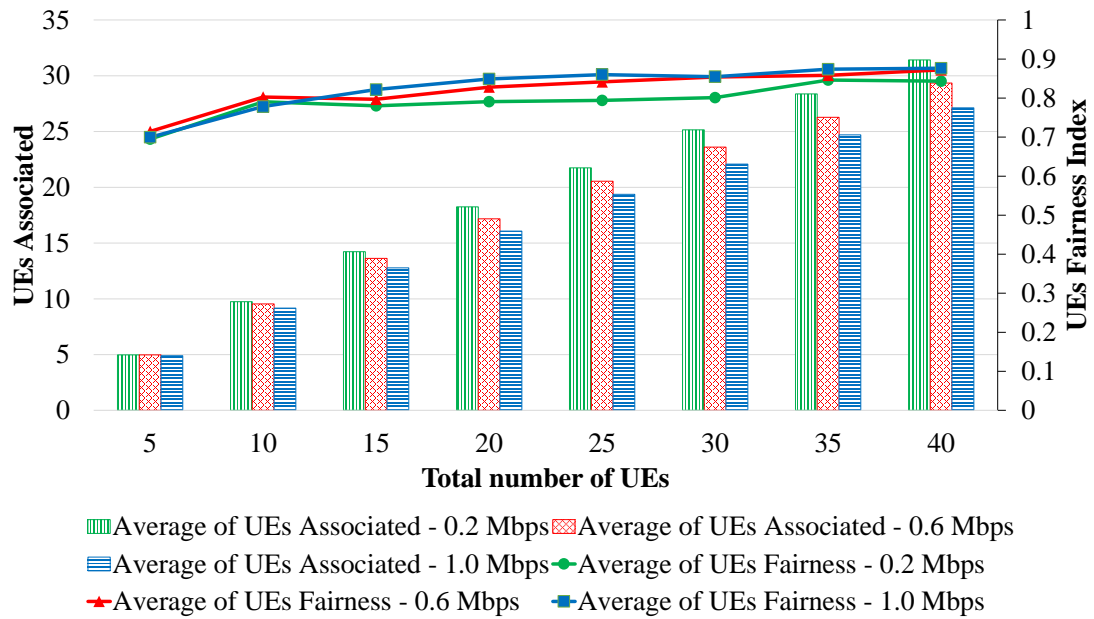 35
30
25
20
15
10
5
0
UEs Associated
1
0.9
0.8
0.7
0.6
0.5
0.4
0.3
0.2
0.1
0
UEs Fairness Index
5 10 15 20 25 30 35 40
Total number of UEs
Average of UEs Associated - 0.2 Mbps Average of UEs Associated - 0.6 Mbps
Average of UEs Associated - 1.0 Mbps Average of UEs Fairness - 0.2 Mbps
Average of UEs Fairness - 0.6 Mbps Average of UEs Fairness - 1.0 Mbps